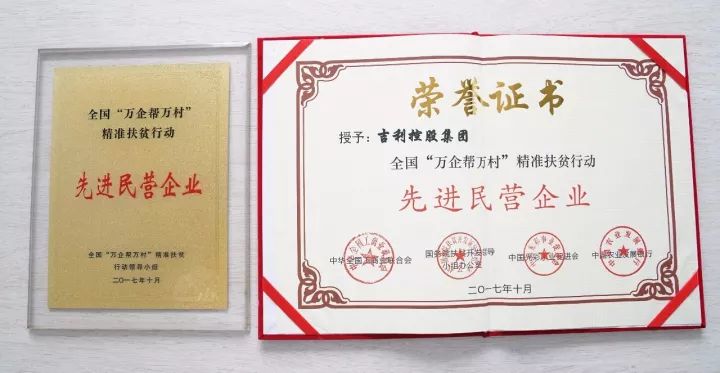 全国“万企帮万村”
精准扶贫行动
先进民营企业
全国“万企帮万村”精准扶贫
行动领导小组
二〇一七年十月
荣誉证书
授予：吉利控股集团
全国“万企帮万村”精准扶贫行动
先进民营企业
中华全国工商业联合会
国务院扶贫开发领导
小组办公室
中国光彩事业促进会
中国农业发展银行
二〇一七年十月